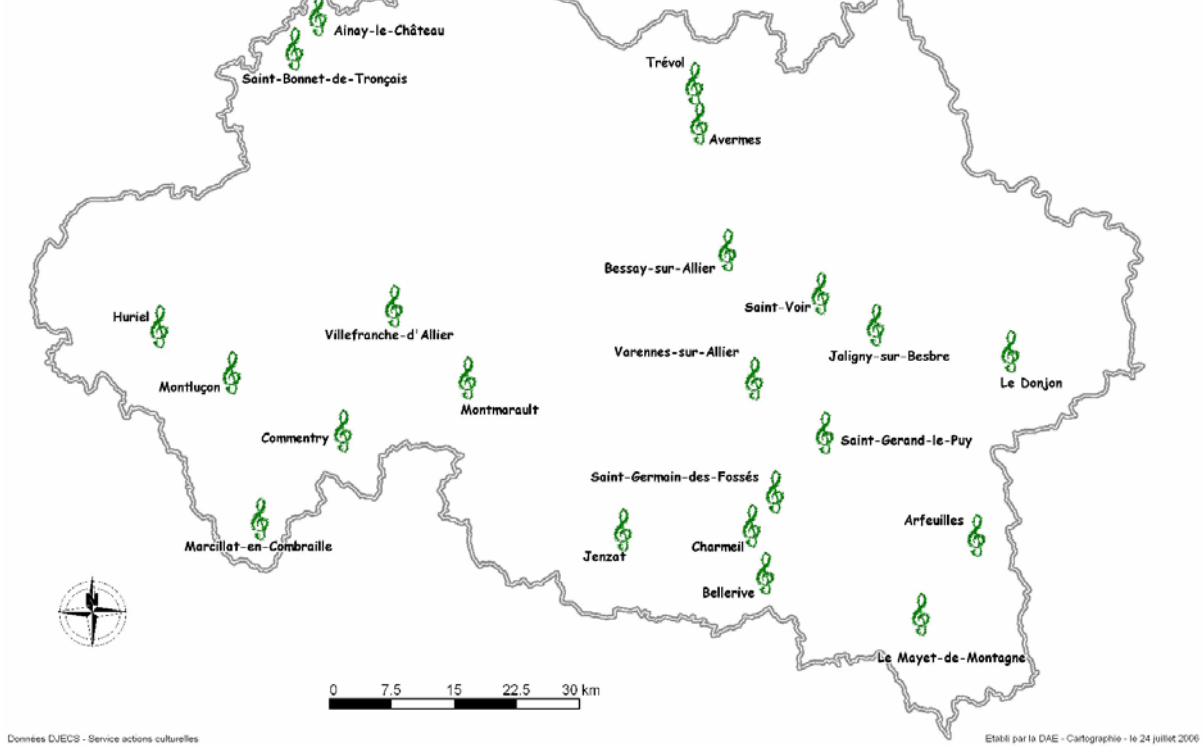 Ainay-le-Château
Saint-Bonnet-de-Tronçais
Trévol
Avermes
Bessay-sur-Allier
Saint-Voir
Huriel
Villefranche-d'Allier
Varennes-sur-Allier
Jaligny-sur-Besbre
Le Donjon
Montluçon
Montmarault
Commentry
Saint-Gerand-le-Puy
Saint-Germain-des-Fossés
Arfeuilles
Marcillat-en-Combraille
Charmeil
Jenzat
Bellerive
N
Le Mayet-de-Montagne
0 7.5 15 22.5 30 km
Données DJECS - Service actions culturelles
Etabli par la DAE - Cartographie - le 24 juillet 2006